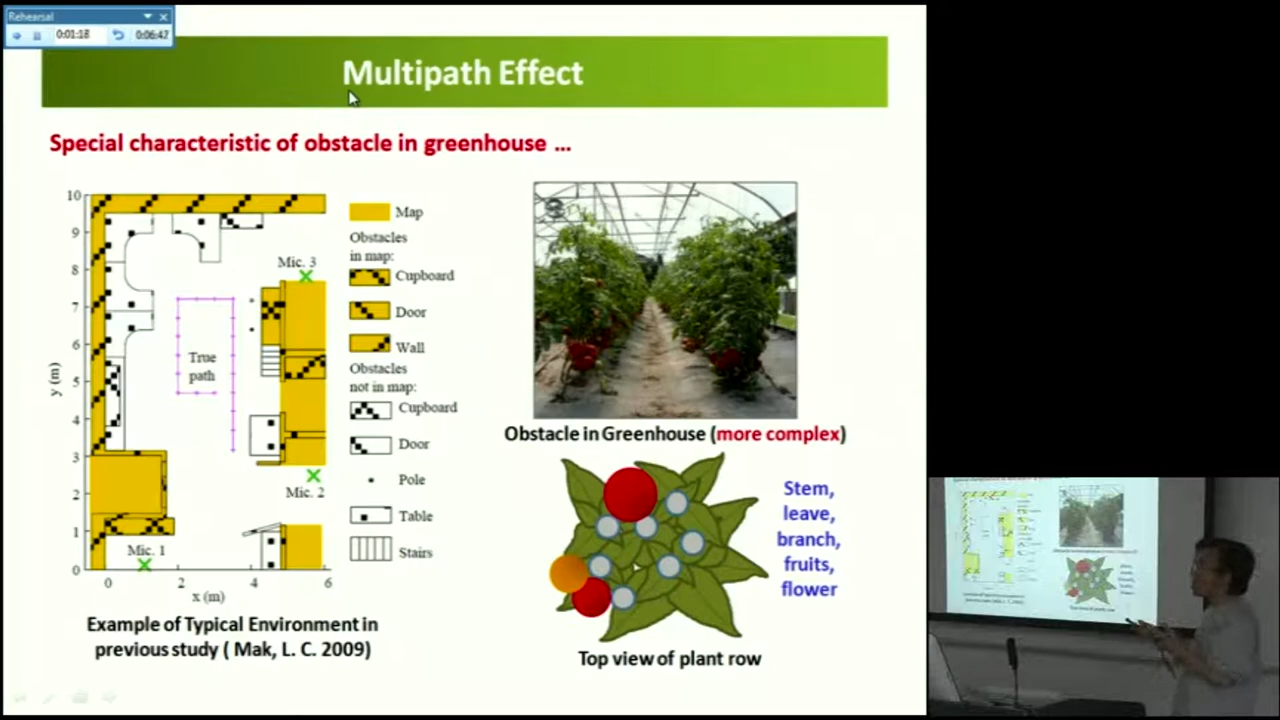 Rehearsal
0:01:18
0:06:47
Multipath Effect
Special characteristic of obstacle in greenhouse ...
10
9
8
7
6
5
4
3
2
1
0
y (m)
0
2
4
6
x (m)
Mic. 3
True
path
Mic. 2
Mic. 1
Map
Obstacles
in map:
Cupboard
Door
Wall
Obstacles
not in map:
Cupboard
Door
Pole
Table
Stairs
Example of Typical Environment in
previous study ( Mak, L. C. 2009)
Obstacle in Greenhouse (more complex)
Stem,
leave,
branch,
fruits,
flower
Top view of plant row